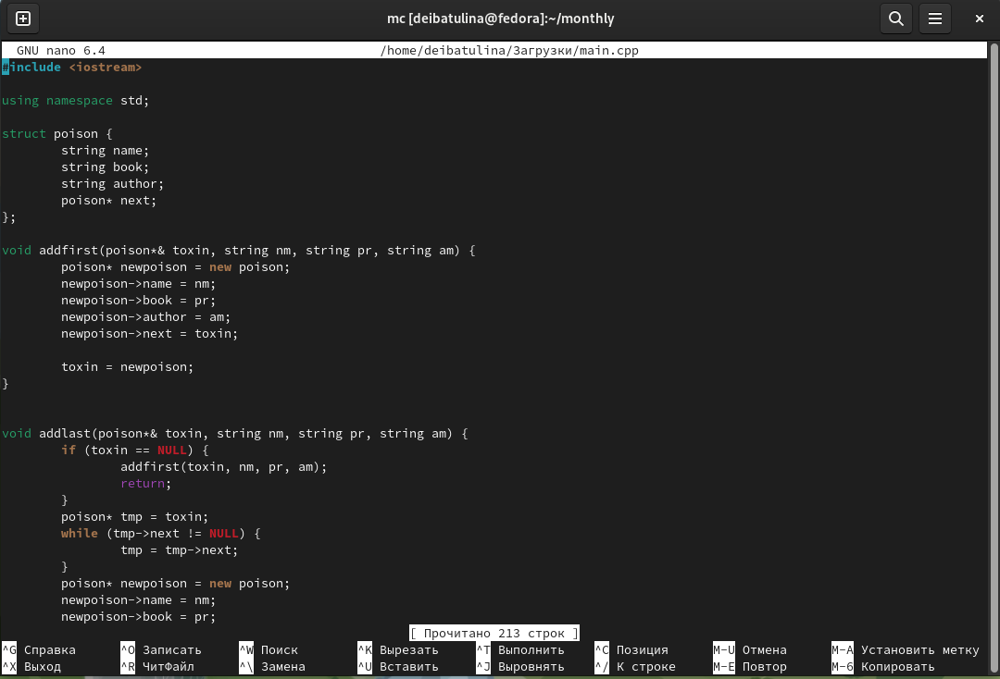 mc [deibatulina@fedora]:~/monthly
GNU nano 6.4 /home/deibatulina/Загрузки/main.cpp
#include <iostream>
using namespace std;
struct poison {
        string name;
        string book;
        string author;
        poison* next;
};
void addfirst(poison*& toxin, string nm, string pr, string am) {
        poison* newpoison = new poison;
        newpoison->name = nm;
        newpoison->book = pr;
        newpoison->author = am;
        newpoison->next = toxin;
        toxin = newpoison;
}
void addlast(poison*& toxin, string nm, string pr, string am) {
        if (toxin == NULL) {
                addfirst(toxin, nm, pr, am);
                return;
        }
        poison* tmp = toxin;
        while (tmp->next != NULL) {
                tmp = tmp->next;
        }
        poison* newpoison = new poison;
        newpoison->name = nm;
        newpoison->book = pr;
[ Прочитано 213 строк ]
^G Справка ^O Записать ^W Поиск ^K Вырезать ^T Выполнить ^C Позиция M-U Отмена M-A Установить метку
^X Выход ^R ЧитФайл ^\ Замена ^U Вставить ^J Выровнять ^/ К строке M-E Повтор M-6 Копировать